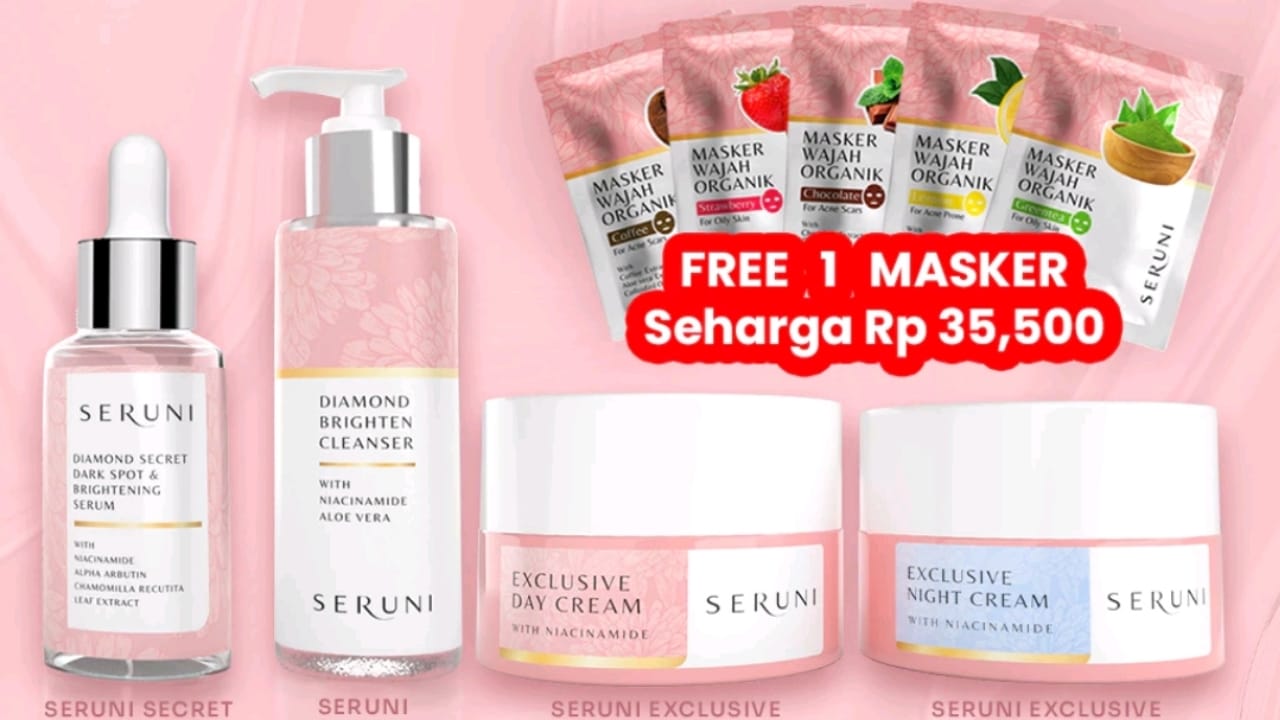 SERUNI
DIAMOND SECRET
DARK SPOT &
BRIGHTENING
SERUM
WITH
NIACINAMIDE
ALPHA ARBUTIN
CHAMOMILLA RECUTITA
LEAF EXTRACT
SERUNI SECRET
DIAMOND
BRIGHTEN
CLEANSER
WITH
NIACINAMIDE
ALOE VERA
SERUNI
SERUNI
MASKER
WAJAH
ORGANIK
Coffee
For Acne Scars
With
MASKER
WAJAH
ORGANIK
Strawberry
For Oily Skin
MASKER
WAJAH
ORGANIK
Chocolate
For Acne Scars
With
MASKER
WAJAH
ORGANIK
For Acne Prone
MASKER
WAJAH
ORGANIK
Greentea
For Oily Skin
SERUNI
FREE 1 MASKER
Seharga Rp 35,500
EXCLUSIVE
DAY CREAM
WITH NIACINAMIDE
SERUNI
SERUNI EXCLUSIVE
EXCLUSIVE
NIGHT CREAM
WITH NIACINAMIDE
SERUNI
SERUNI EXCLUSIVE